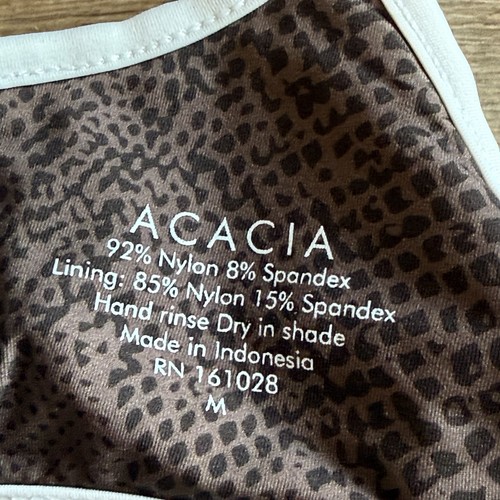 ACACIA
92% Nylon 8% Spandex
Lining: 85% Nylon 15% Spandex
Hand rinse Dry in shade
Made in Indonesia
RN 161028
M